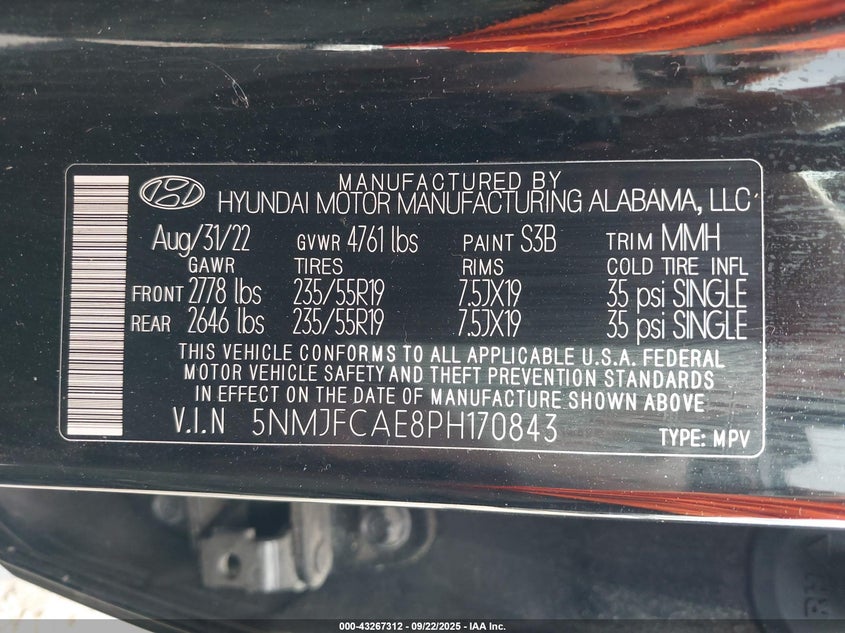 MANUFACTURED BY
HYUNDAI MOTOR MANUFACTURING ALABAMA, LLC
Aug/31/22 GVWR 4761 lbs PAINT S3B TRIM MMH
GAWR TIRES RIMS COLD TIRE INFL
FRONT 2778 lbs 235/55R19 7.5JX19 35 psi SINGLE
REAR 2646 lbs 235/55R19 7.5JX19 35 psi SINGLE
THIS VEHICLE CONFORMS TO ALL APPLICABLE U.S.A. FEDERAL
MOTOR VEHICLE SAFETY AND THEFT PREVENTION STANDARDS
IN EFFECT ON THE DATE OF MANUFACTURE SHOWN ABOVE
V.I.N 5NMJFCAE8PH170843 TYPE: MPV
000-43267312 - 09/22/2025 - IAA Inc.